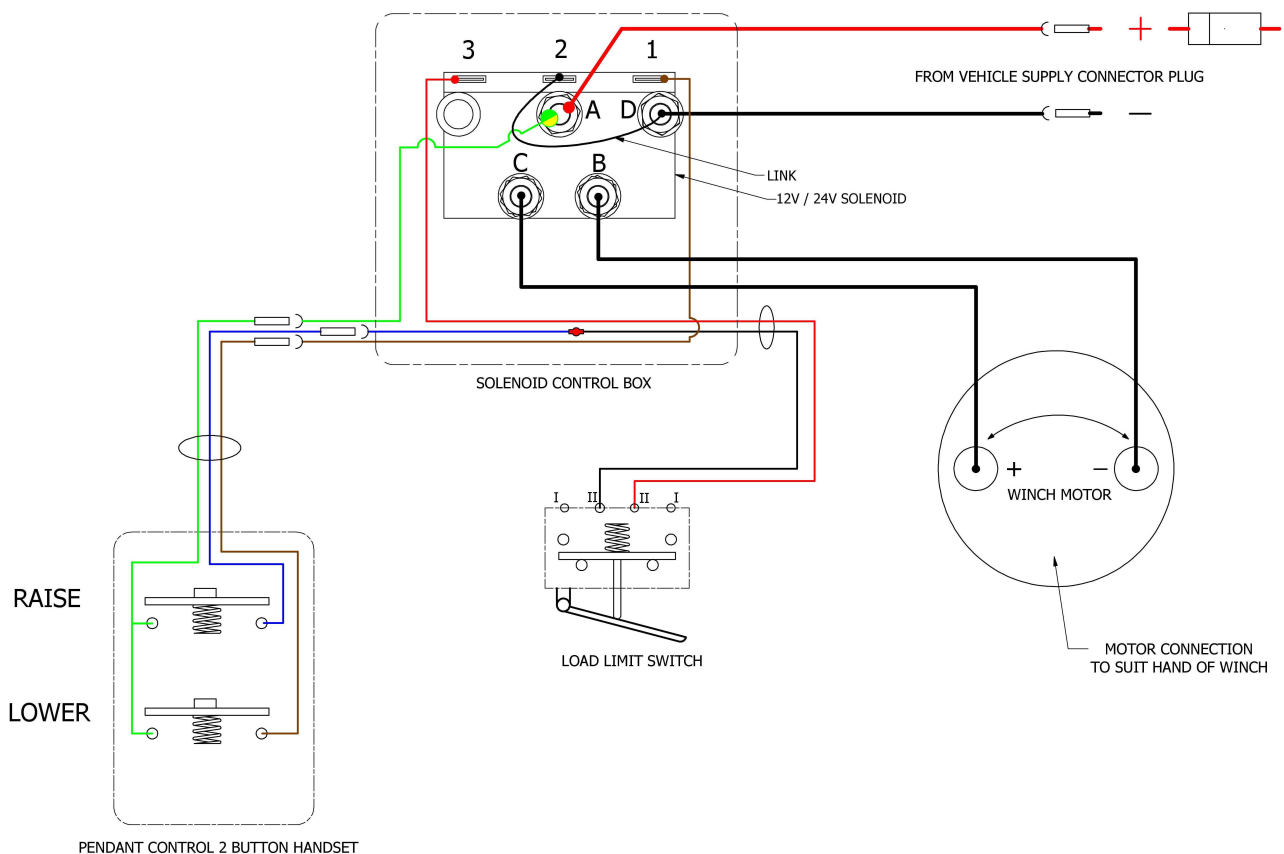 3 2 1
+
FROM VEHICLE SUPPLY CONNECTOR PLUG
A D
−
C B
LINK
12V / 24V SOLENOID
SOLENOID CONTROL BOX
+ −
WINCH MOTOR
I II II I
RAISE
LOAD LIMIT SWITCH
MOTOR CONNECTION
TO SUIT HAND OF WINCH
LOWER
PENDANT CONTROL 2 BUTTON HANDSET